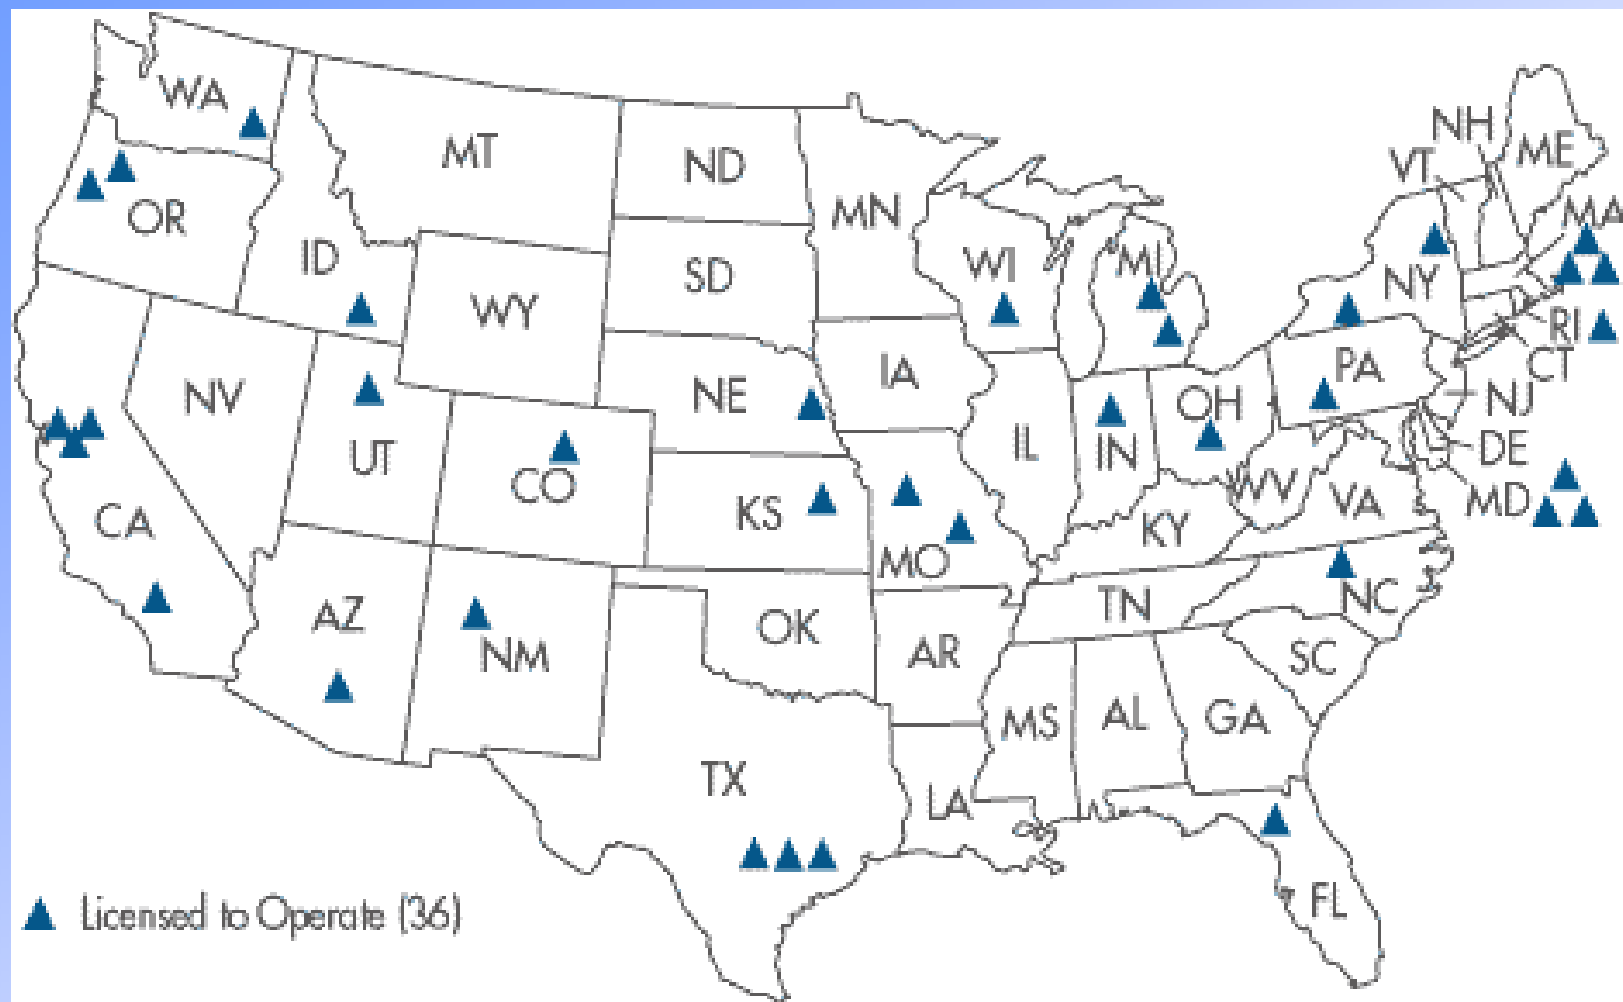 WA
MT
ND
MN
NH
VT
ME
MA
OR
ID
SD
WI
MI
NY
WY
RI
CT
IA
PA
NV
NE
NJ
UT
CO
IL
IN
OH
DE
KS
WV
VA
MD
CA
KY
MO
AZ
NM
OK
AR
TN
NC
SC
MS
AL
GA
TX
LA
FL
Licensed to Operate (36)